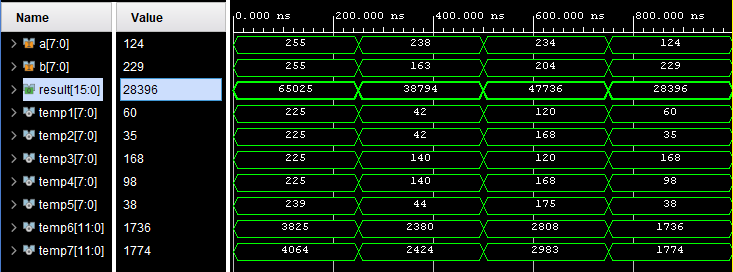 Name Value 0.000 ns 200.000 ns 400.000 ns 600.000 ns 800.000 ns
a[7:0] 124 255 238 234 124
b[7:0] 229 255 163 204 229
result[15:0] 28396 65025 38794 47736 28396
temp1[7:0] 60 225 42 120 60
temp2[7:0] 35 225 42 168 35
temp3[7:0] 168 225 140 120 168
temp4[7:0] 98 225 140 168 98
temp5[7:0] 38 239 44 175 38
temp6[11:0] 1736 3825 2380 2808 1736
temp7[11:0] 1774 4064 2424 2983 1774